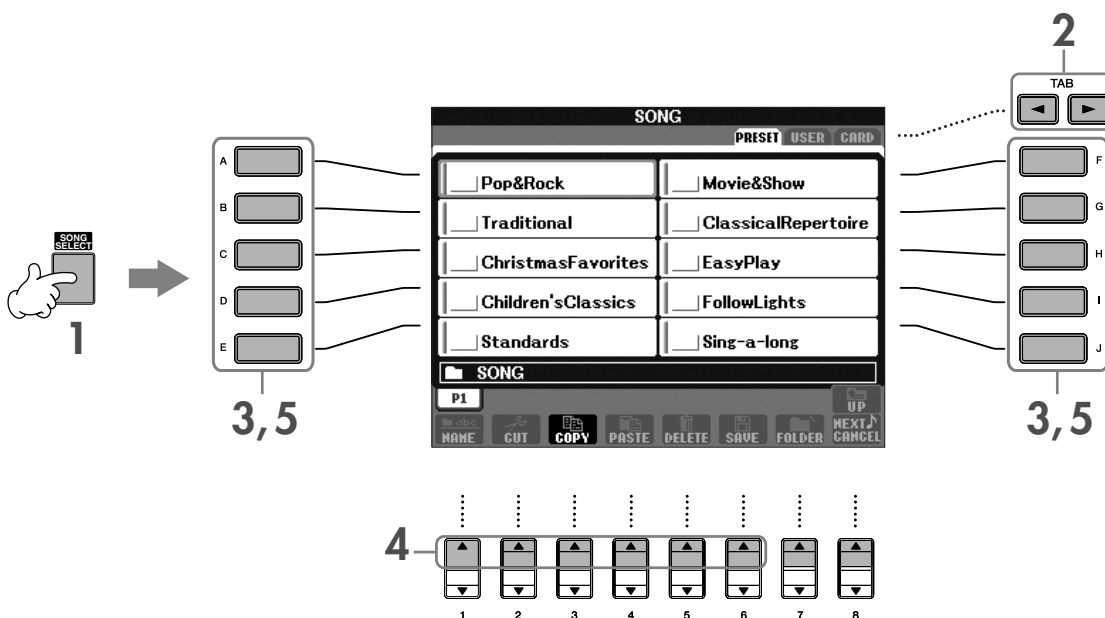 2
TAB
SONG
PRESET USER CARD
A
Pop&Rock
Movie&Show
F
B
Traditional
ClassicalRepertoire
G
SONG
SELECT
C
ChristmasFavorites
EasyPlay
H
D
Children'sClassics
FollowLights
I
1
E
Standards
Sing-a-long
J
SONG
3, 5
P1
UP
3, 5
abc
NAME CUT COPY PASTE DELETE SAVE FOLDER NEXT
CANCEL
4
1 2 3 4 5 6 7 8